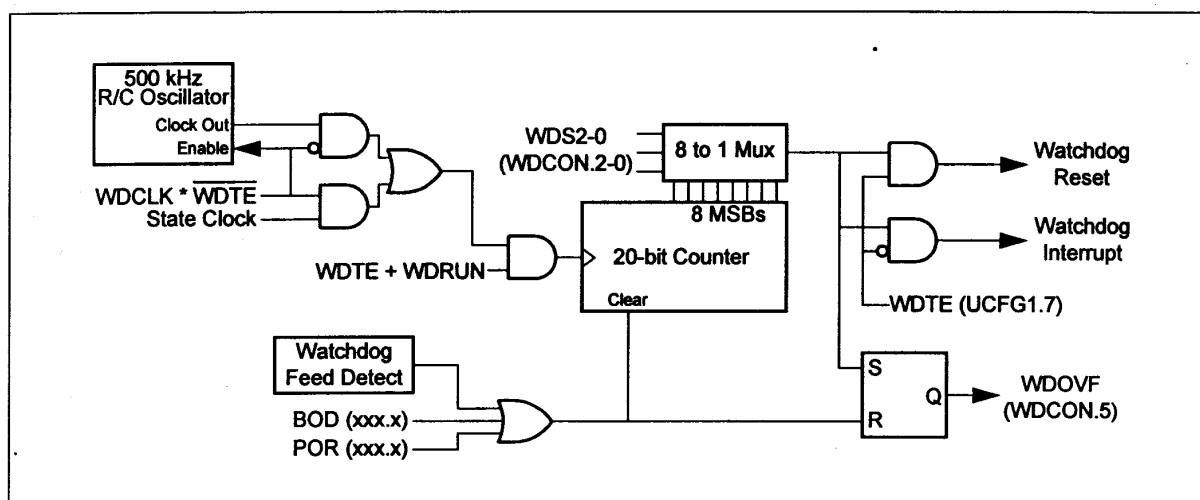 500 kHz
R/C Oscillator
Clock Out
Enable
WDCLK * WDTE
State Clock
WDTE + WDRUN
WDS2-0
(WDCON.2-0)
8 to 1 Mux
8 MSBs
20-bit Counter
Clear
Watchdog
Reset
Watchdog
Interrupt
WDTE (UCFG1.7)
Watchdog
Feed Detect
BOD (xxx.x)
POR (xxx.x)
S
Q
R
WDOVF
(WDCON.5)